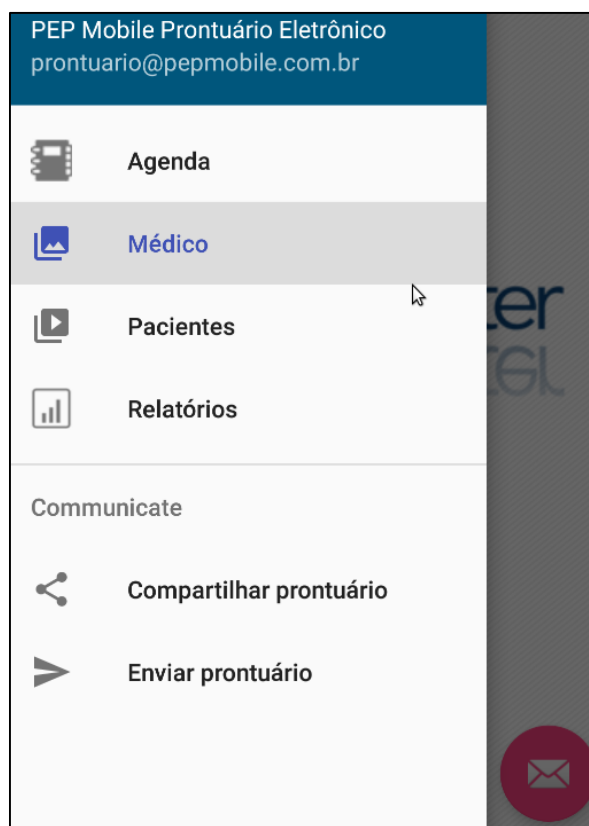 PEP Mobile Prontuário Eletrônico
prontuario@pepmobile.com.br
Agenda
Médico
Pacientes
Relatórios
Communicate
Compartilhar prontuário
Enviar prontuário